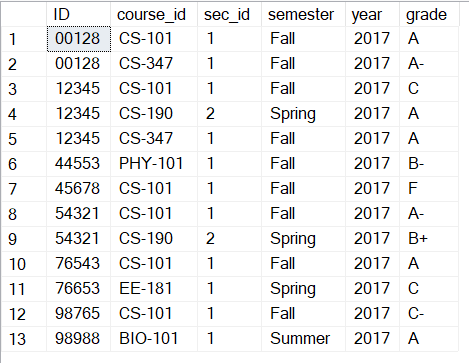 ID course_id sec_id semester year grade
1 00128 CS-101 1 Fall 2017 A
2 00128 CS-347 1 Fall 2017 A-
3 12345 CS-101 1 Fall 2017 C
4 12345 CS-190 2 Spring 2017 A
5 12345 CS-347 1 Fall 2017 A
6 44553 PHY-101 1 Fall 2017 B-
7 45678 CS-101 1 Fall 2017 F
8 54321 CS-101 1 Fall 2017 A-
9 54321 CS-190 2 Spring 2017 B+
10 76543 CS-101 1 Fall 2017 A
11 76653 EE-181 1 Spring 2017 C
12 98765 CS-101 1 Fall 2017 C-
13 98988 BIO-101 1 Summer 2017 A